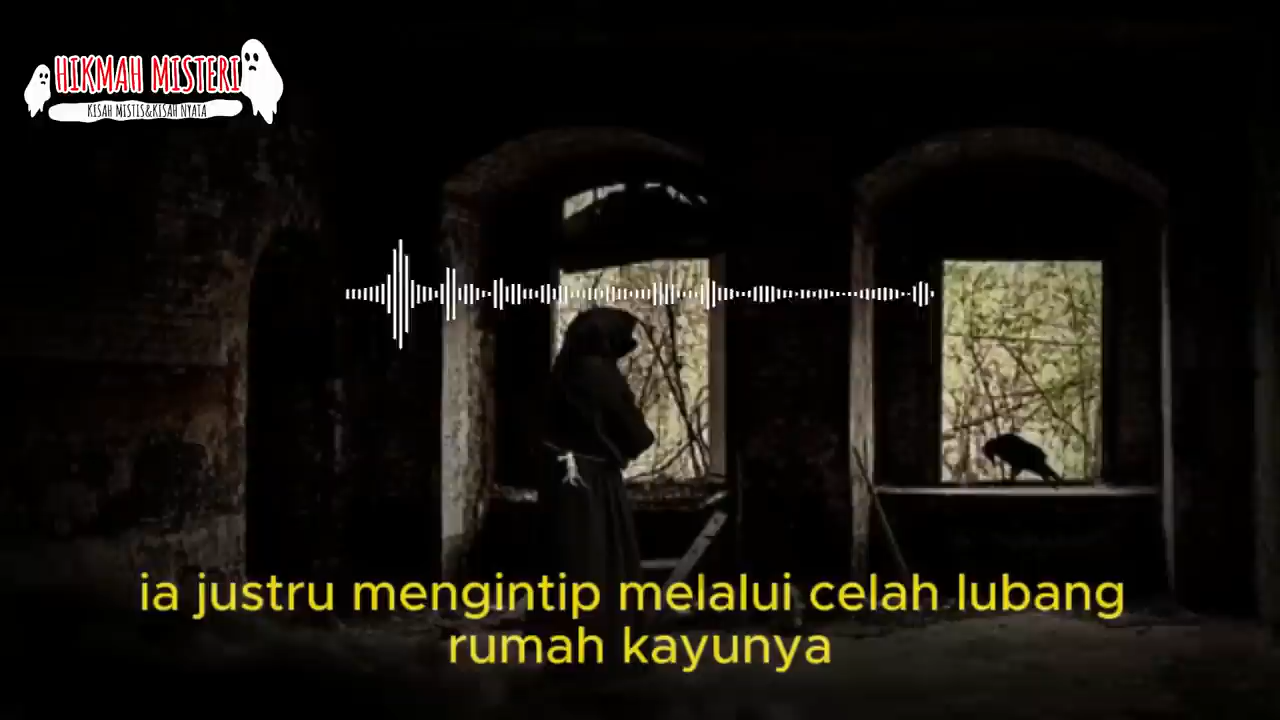 HIKMAH MISTERI
KISAH MISTIS&KISAH NYATA
ia justru mengintip melalui celah lubang
rumah kayunya